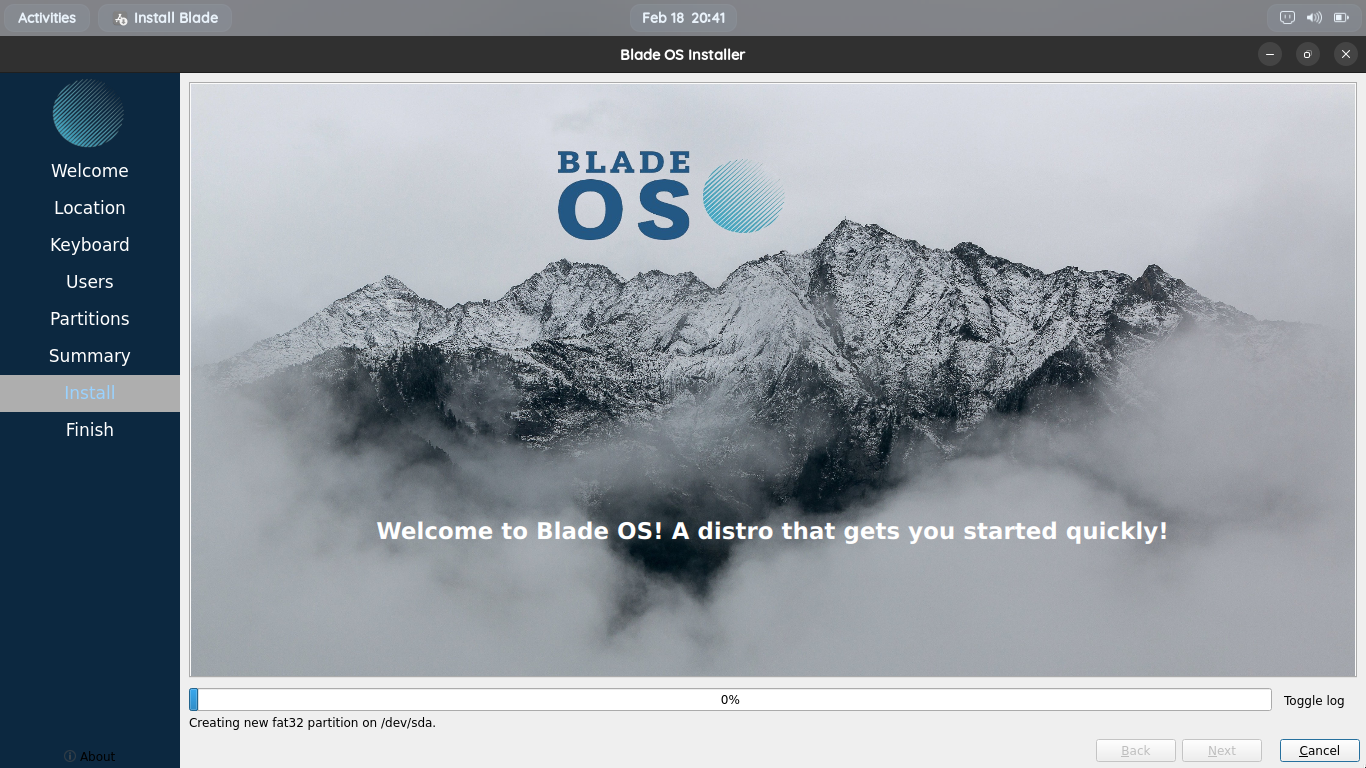 Activities
Install Blade
Feb 18 20:41
Blade OS Installer
Welcome
Location
Keyboard
Users
Partitions
Summary
Install
Finish
About
BLADE
OS
Welcome to Blade OS! A distro that gets you started quickly!
0%
Toggle log
Creating new fat32 partition on /dev/sda.
Back
Next
Cancel